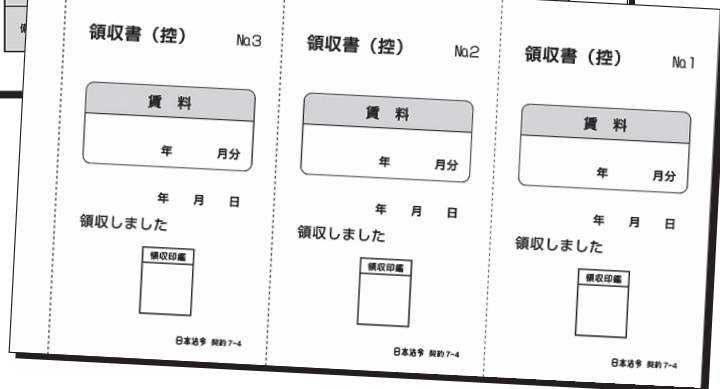 領収書（控） No.3
賃 料
年 月分
年 月 日
領収しました
領収印鑑
日本法令 契約7-4
領収書（控） No.2
賃 料
年 月分
年 月 日
領収しました
領収印鑑
日本法令 契約7-4
領収書（控） No.1
賃 料
年 月分
年 月 日
領収しました
領収印鑑
日本法令 契約7-4